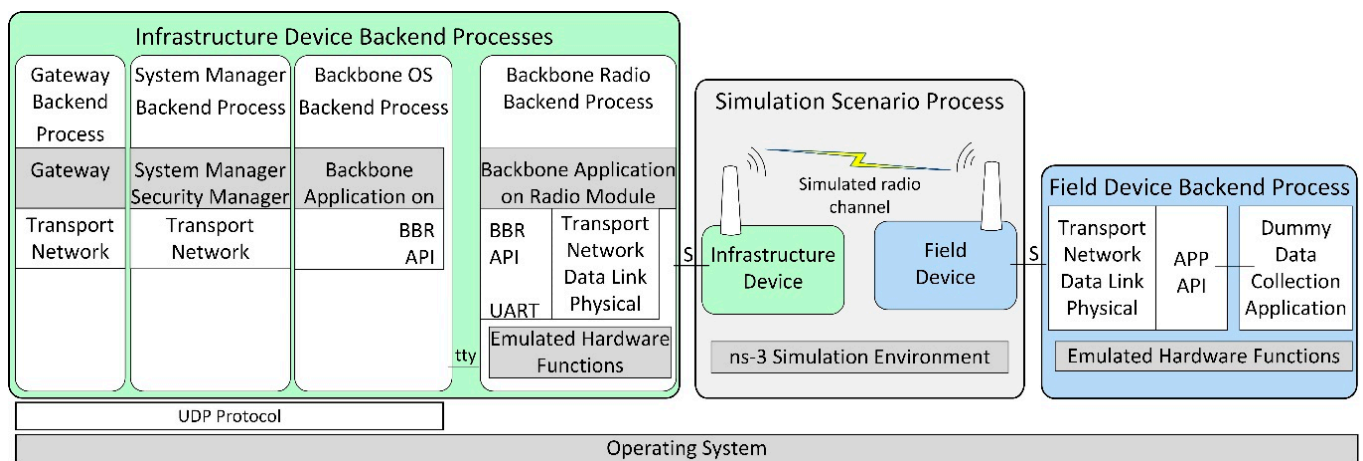 Infrastructure Device Backend Processes
Gateway
Backend
Process
Gateway
Transport
Network
System Manager
Backend Process
System Manager
Security Manager
Transport
Network
Backbone OS
Backend Process
Backbone
Application on
BBR
API
tty
Backbone Radio
Backend Process
Backbone Application
on Radio Module
BBR
API
UART
Transport
Network
Data Link
Physical
Emulated Hardware
Functions
S
Simulation Scenario Process
Simulated radio
channel
Infrastructure
Device
Field
Device
ns-3 Simulation Environment
S
Field Device Backend Process
Transport
Network
Data Link
Physical
APP
API
Dummy
Data
Collection
Application
Emulated Hardware Functions
UDP Protocol
Operating System